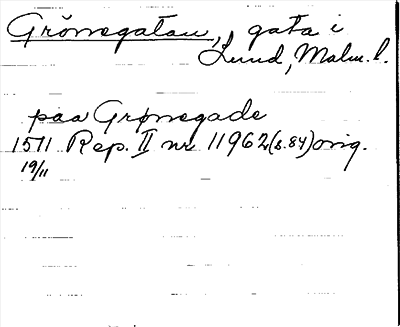 Grönegatan, gata i
Lund, Malm. l.
paa Grønegade
1511 Rep. II nr 11962 (s. 84) orig.
19/11